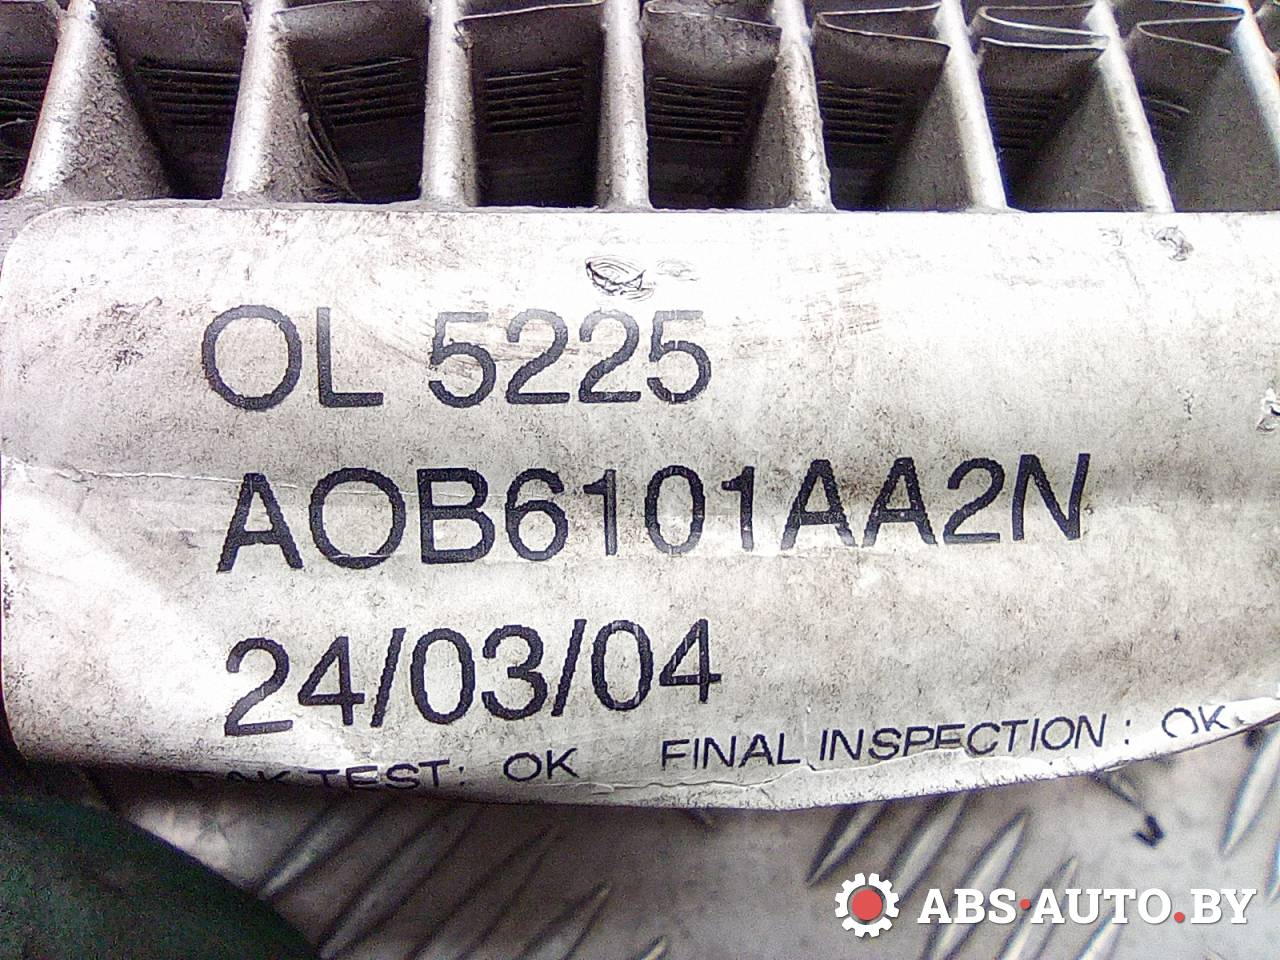 OL 5225
AOB6101AA2N
24/03/04
TEST: OK FINAL INSPECTION: OK
ABS·AUTO.BY